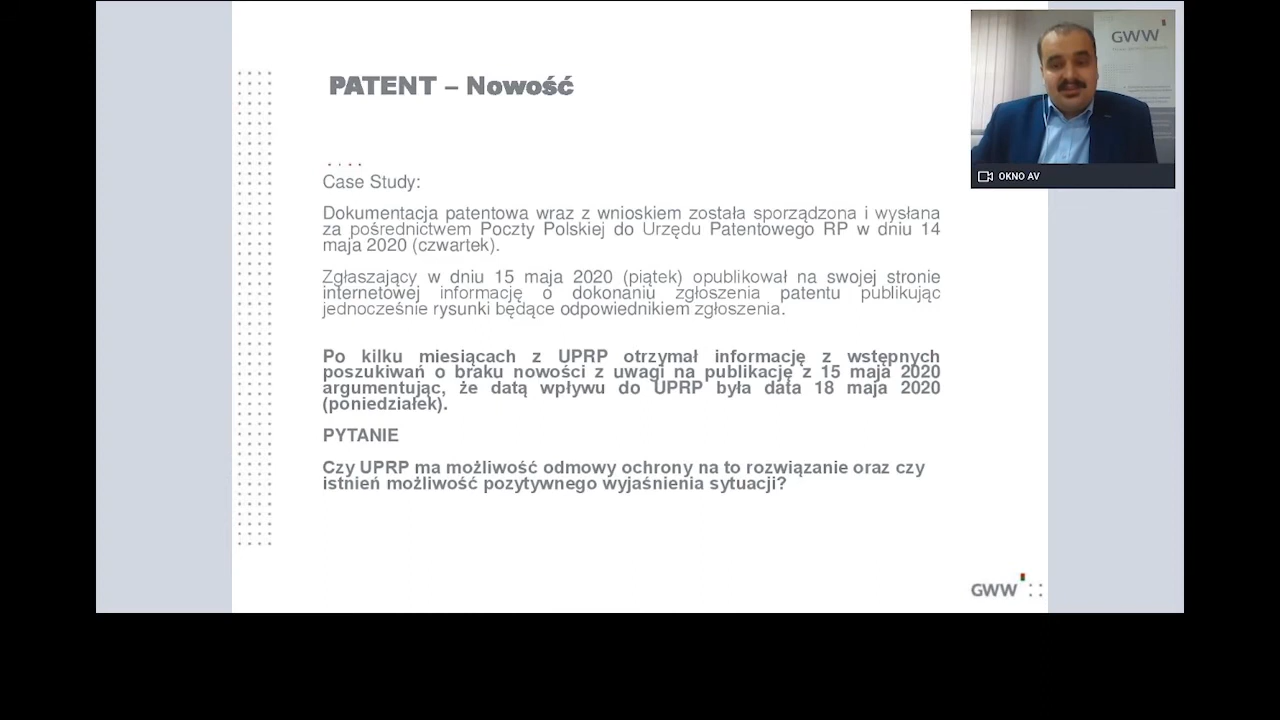 PATENT – Nowość
Case Study:
Dokumentacja patentowa wraz z wnioskiem została sporządzona i wysłana
za pośrednictwem Poczty Polskiej do Urzędu Patentowego RP w dniu 14
maja 2020 (czwartek).
Zgłaszający w dniu 15 maja 2020 (piątek) opublikował na swojej stronie
internetowej informację o dokonaniu zgłoszenia patentu publikując
jednocześnie rysunki będące odpowiednikiem zgłoszenia.
Po kilku miesiącach z UPRP otrzymał informację z wstępnych
poszukiwań o braku nowości z uwagi na publikację z 15 maja 2020
argumentując, że datą wpływu do UPRP była data 18 maja 2020
(poniedziałek).
PYTANIE
Czy UPRP ma możliwość odmowy ochrony na to rozwiązanie oraz czy
istnień możliwość pozytywnego wyjaśnienia sytuacji?
GWW
OKNO AV
GWW